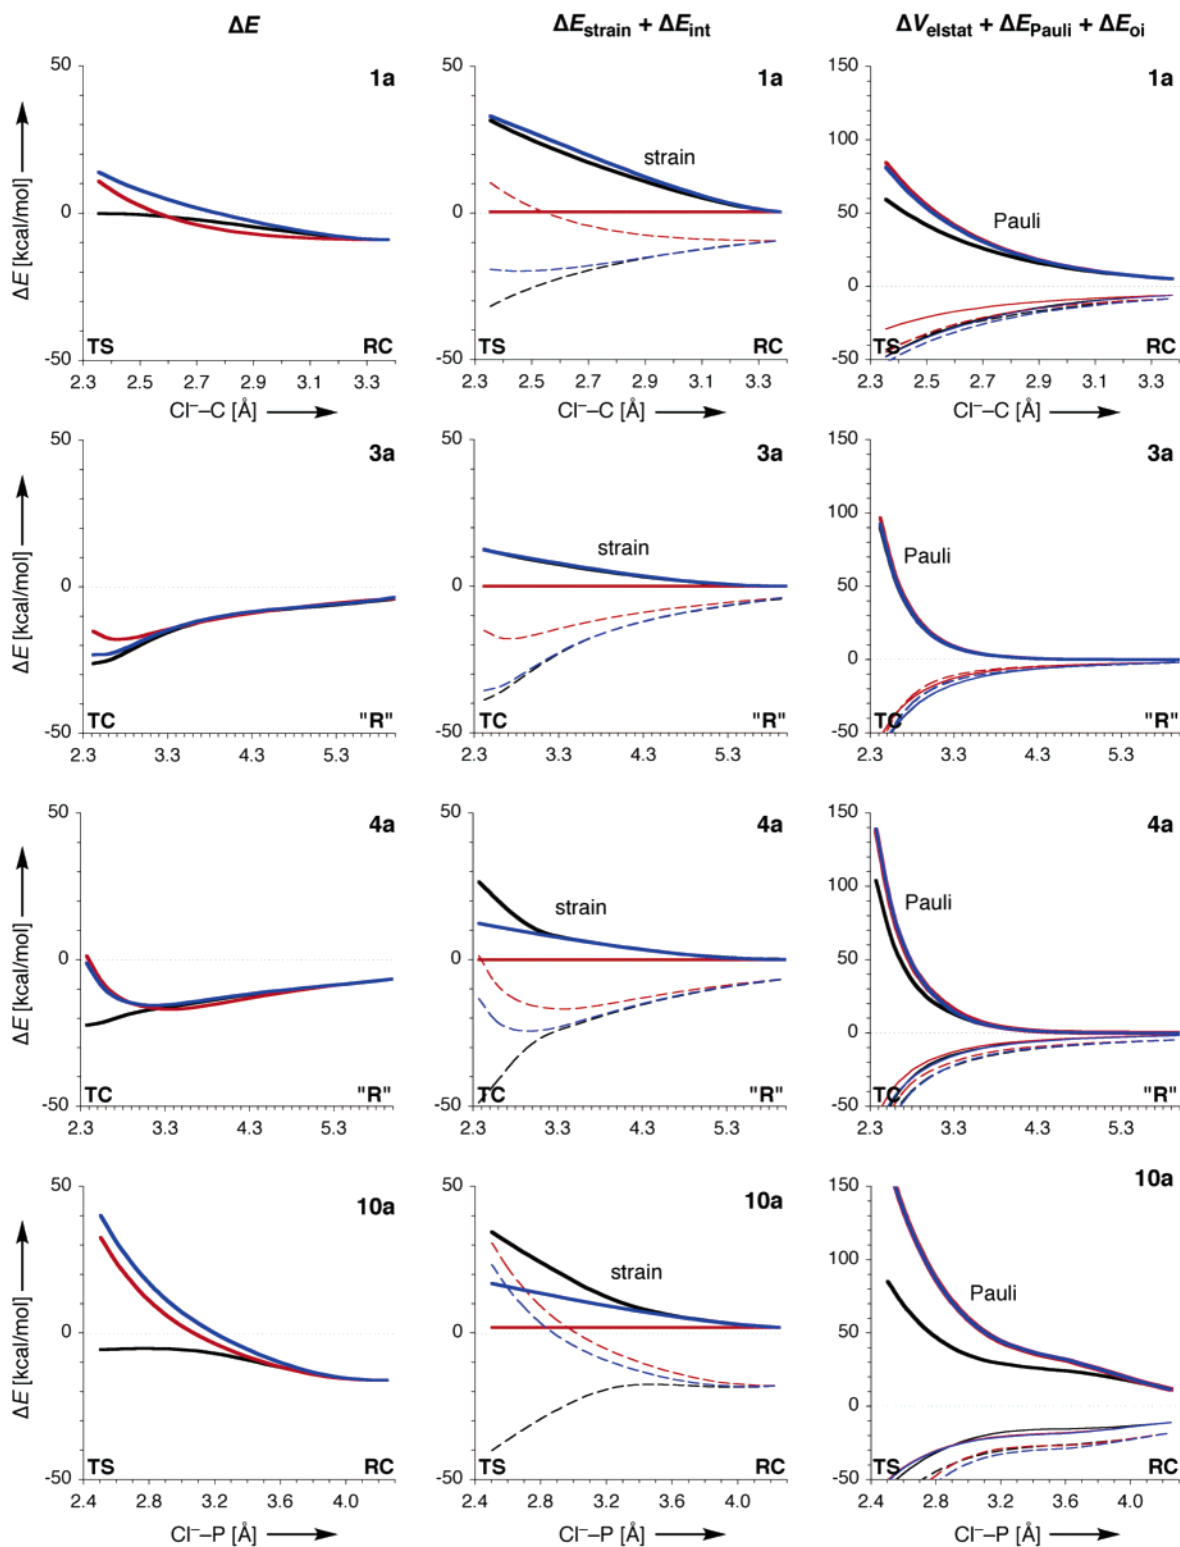 ΔE
ΔEstrain + ΔEint
ΔVelstat + ΔEPauli + ΔEoi
ΔE [kcal/mol]
50
0
-50
1a
TS
RC
2.3 2.5 2.7 2.9 3.1 3.3
Cl⁻–C [Å]
50
0
-50
1a
strain
TS
RC
2.3 2.5 2.7 2.9 3.1 3.3
Cl⁻–C [Å]
150
100
50
0
-50
1a
Pauli
TS
RC
2.3 2.5 2.7 2.9 3.1 3.3
Cl⁻–C [Å]
ΔE [kcal/mol]
50
0
-50
3a
TC
"R"
2.3 3.3 4.3 5.3
50
0
-50
3a
strain
TC
"R"
2.3 3.3 4.3 5.3
150
100
50
0
-50
3a
Pauli
TC
"R"
2.3 3.3 4.3 5.3
ΔE [kcal/mol]
50
0
-50
4a
TC
"R"
2.3 3.3 4.3 5.3
50
0
-50
4a
strain
TC
"R"
2.3 3.3 4.3 5.3
150
100
50
0
-50
4a
Pauli
TC
"R"
2.3 3.3 4.3 5.3
ΔE [kcal/mol]
50
0
-50
10a
TS
RC
2.4 2.8 3.2 3.6 4.0
Cl⁻–P [Å]
50
0
-50
10a
strain
TS
RC
2.4 2.8 3.2 3.6 4.0
Cl⁻–P [Å]
150
100
50
0
-50
10a
Pauli
TS
RC
2.4 2.8 3.2 3.6 4.0
Cl⁻–P [Å]